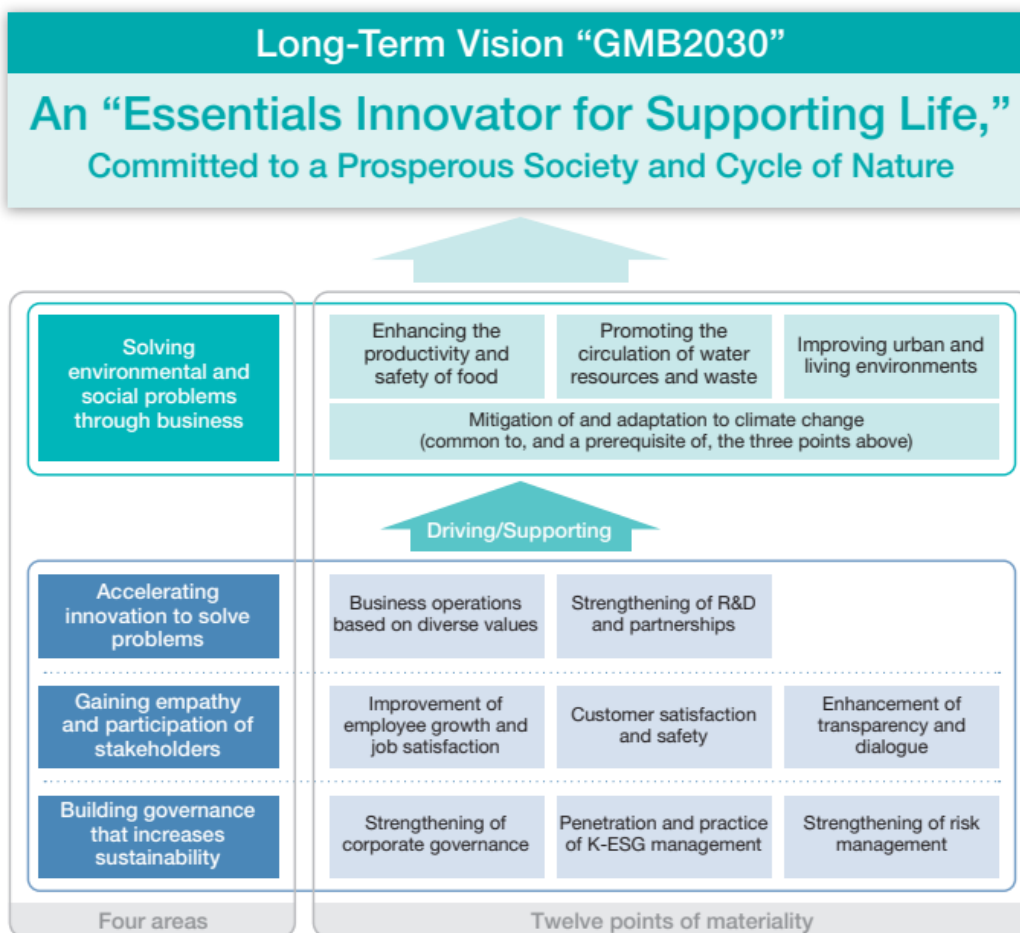 Long-Term Vision “GMB2030”
An “Essentials Innovator for Supporting Life,”
Committed to a Prosperous Society and Cycle of Nature
Solving
environmental and
social problems
through business
Enhancing the
productivity and
safety of food
Promoting the
circulation of water
resources and waste
Improving urban and
living environments
Mitigation of and adaptation to climate change
(common to, and a prerequisite of, the three points above)
Driving/Supporting
Accelerating
innovation to solve
problems
Business operations
based on diverse values
Strengthening of R&D
and partnerships
Gaining empathy
and participation of
stakeholders
Improvement of
employee growth and
job satisfaction
Customer satisfaction
and safety
Enhancement of
transparency and
dialogue
Building governance
that increases
sustainability
Strengthening of
corporate governance
Penetration and practice
of K-ESG management
Strengthening of risk
management
Four areas
Twelve points of materiality